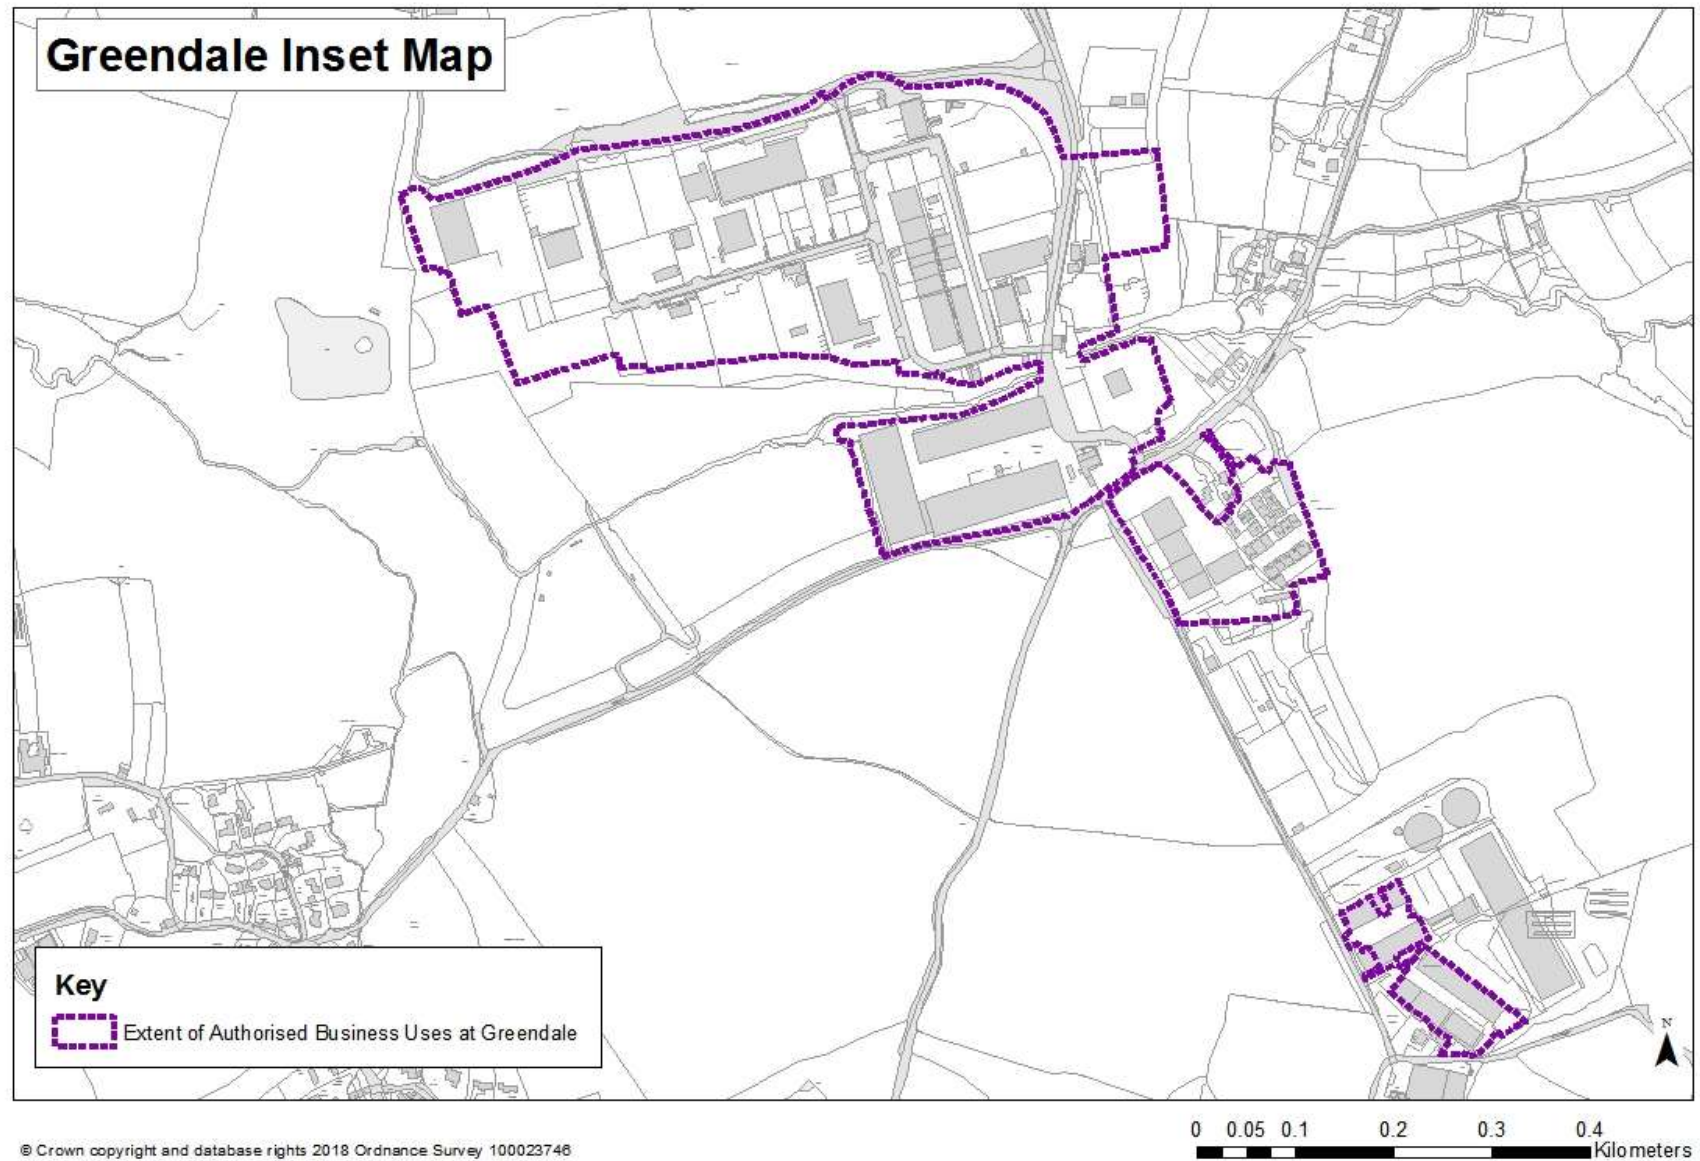 Greendale Inset Map
Key
Extent of Authorised Business Uses at Greendale
N
© Crown copyright and database rights 2018 Ordnance Survey 100023746
0 0.05 0.1 0.2 0.3 0.4
Kilometers